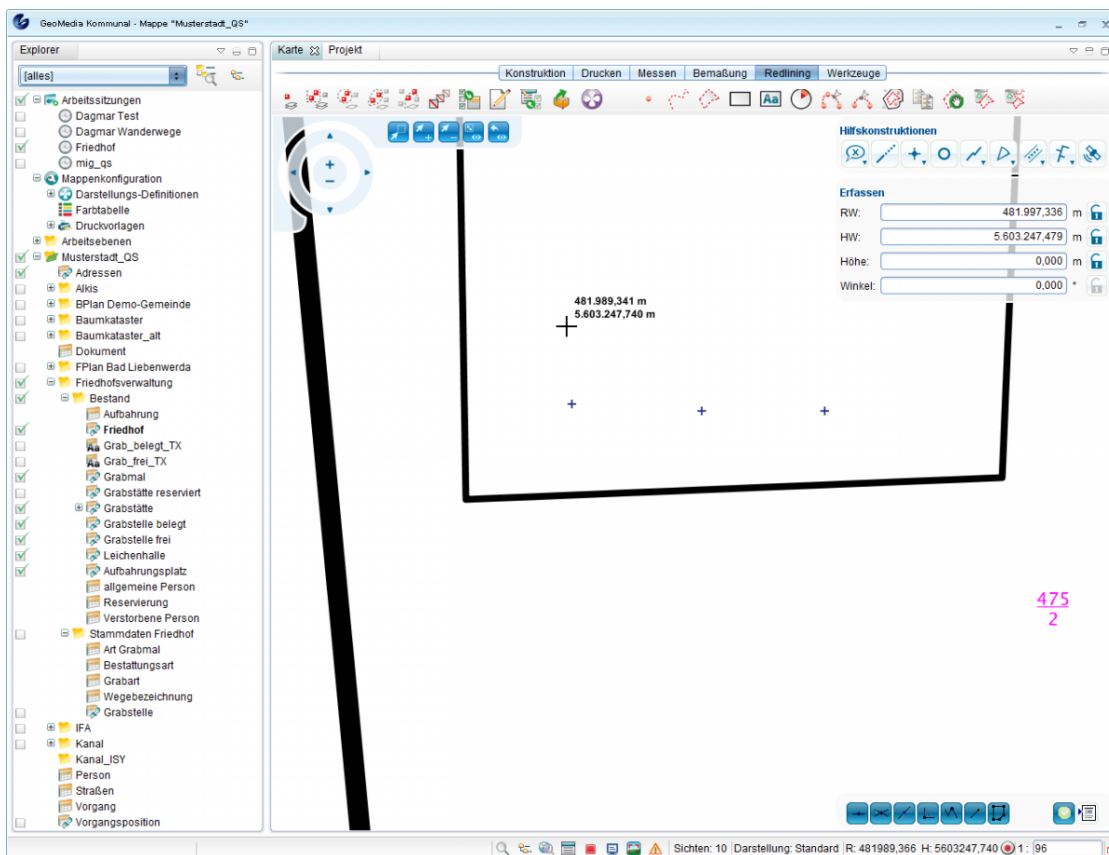 GeoMedia Kommunal - Mappe "Musterstadt_QS"
Explorer
[alles]
Arbeitssitzungen
Dagmar Test
Dagmar Wanderwege
Friedhof
mig_qs
Mappenkonfiguration
Darstellungs-Definitionen
Farbtabelle
Druckvorlagen
Arbeitsebenen
Musterstadt_QS
Adressen
Alkis
BPlan Demo-Gemeinde
Baumkataster
Baumkataster_alt
Dokument
FPlan Bad Liebenwerda
Friedhofsverwaltung
Bestand
Aufbahrung
Friedhof
Aa Grab_belegt_TX
Aa Grab_frei_TX
Grabmal
Grabstätte reserviert
Grabstätte
Grabstelle belegt
Grabstelle frei
Leichenhalle
Aufbahrungsplatz
allgemeine Person
Reservierung
Verstorbene Person
Stammdaten Friedhof
Art Grabmal
Bestattungsart
Grabart
Wegebezeichnung
Grabstelle
IFA
Kanal
Kanal_ISY
Person
Straßen
Vorgang
Vorgangsposition
Karte Projekt
Konstruktion Drucken Messen Bemaßung Redlining Werkzeuge
Aa
Hilfskonstruktionen
Erfassen
RW: 481.997,336 m
HW: 5.603.247,479 m
Höhe: 0,000 m
Winkel: 0,000 °
481.989,341 m
5.603.247,740 m
475
2
Sichten: 10 Darstellung: Standard R: 481989,366 H: 5603247,740 1 : 96